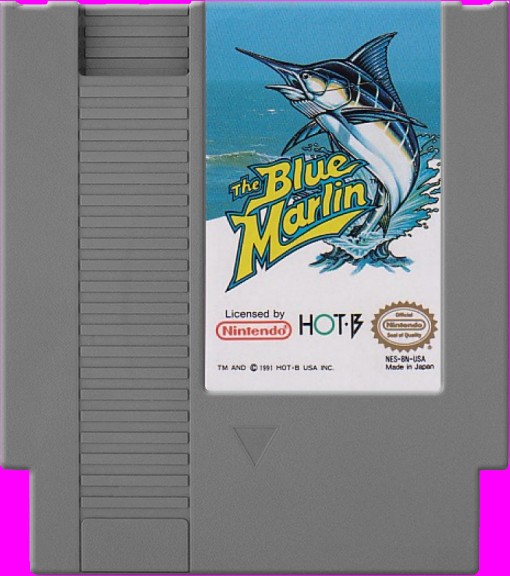 The Blue
Marlin
Licensed by
Nintendo®
HOT·B
Official
Nintendo
Seal of Quality
NES-BN-USA
Made in Japan
TM AND © 1991 HOT-B USA INC.